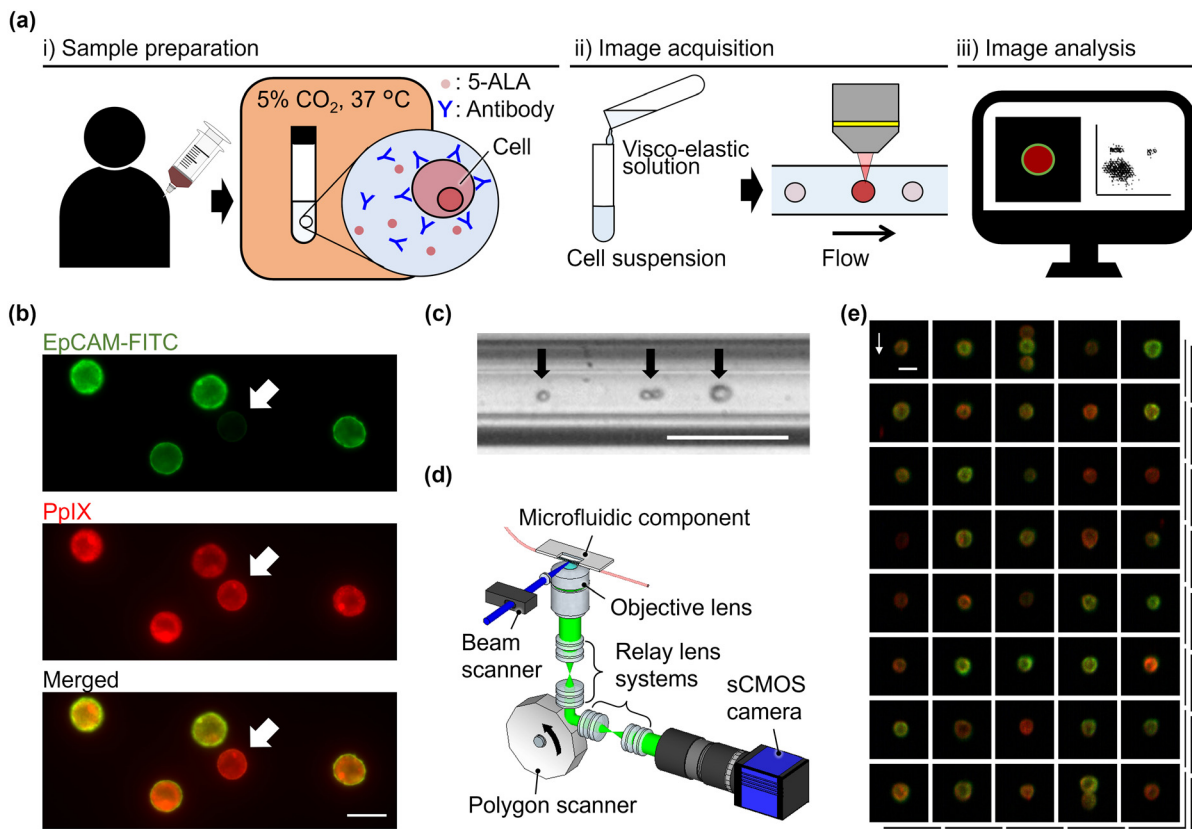 (a)
i) Sample preparation
5% CO₂, 37 °C
: 5-ALA
Y: Antibody
Cell
ii) Image acquisition
Visco-elastic
solution
Cell suspension
Flow
iii) Image analysis
(b)
EpCAM-FITC
PpIX
Merged
(c)
(d)
Microfluidic component
Objective lens
Beam
scanner
Relay lens
systems
sCMOS
camera
Polygon scanner
(e)